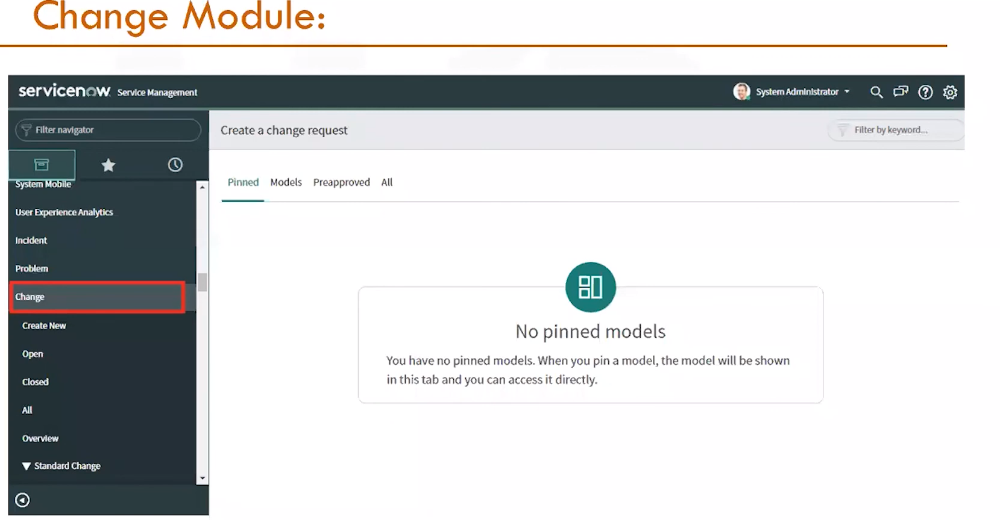 Change Module:
servicenow Service Management
System Administrator
Filter navigator
Create a change request
Filter by keyword...
System Mobile
Pinned Models Preapproved All
User Experience Analytics
Incident
Problem
Change
Create New
Open
Closed
All
Overview
Standard Change
No pinned models
You have no pinned models. When you pin a model, the model will be shown
in this tab and you can access it directly.